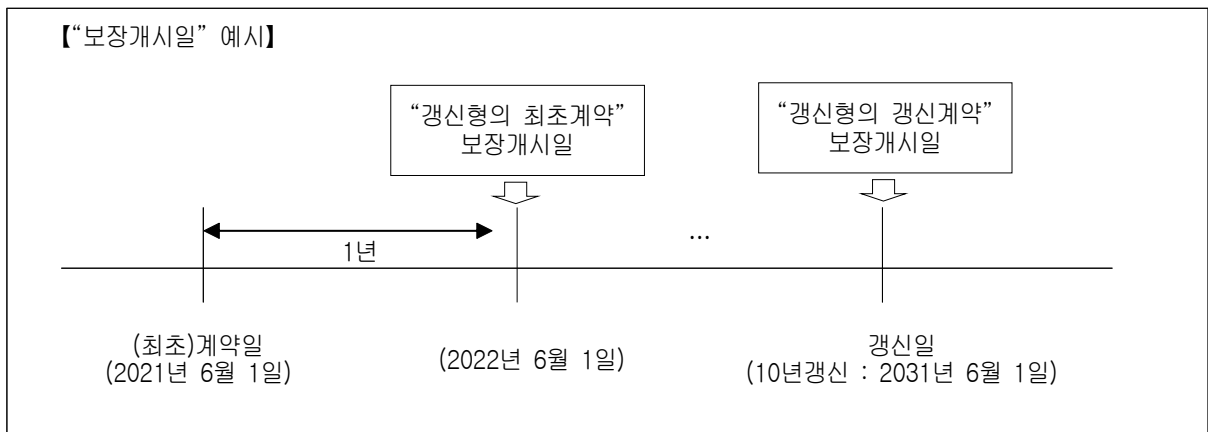 【“보장개시일” 예시】
“갱신형의 최초계약”
보장개시일
“갱신형의 갱신계약”
보장개시일
1년
...
(최초)계약일
(2021년 6월 1일)
(2022년 6월 1일)
갱신일
(10년갱신 : 2031년 6월 1일)